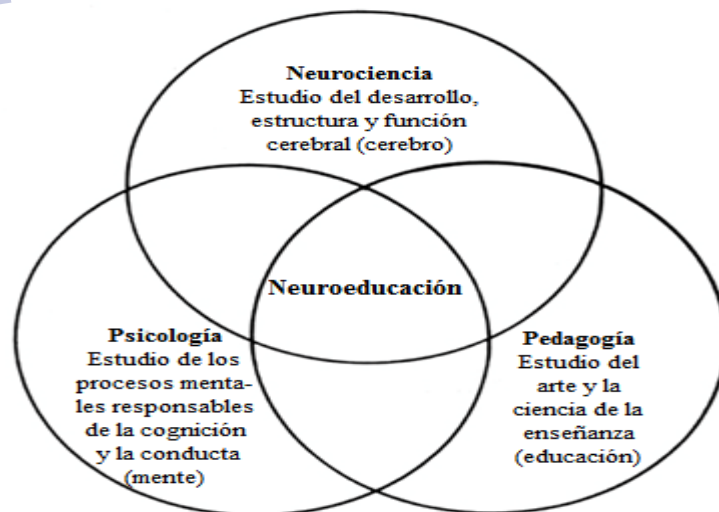 Neurociencia
Estudio del desarrollo,
estructura y función
cerebral (cerebro)
Neuroeducación
Psicología
Estudio de los
procesos menta-
les responsables
de la cognición
y la conducta
(mente)
Pedagogía
Estudio del
arte y la
ciencia de la
enseñanza
(educación)